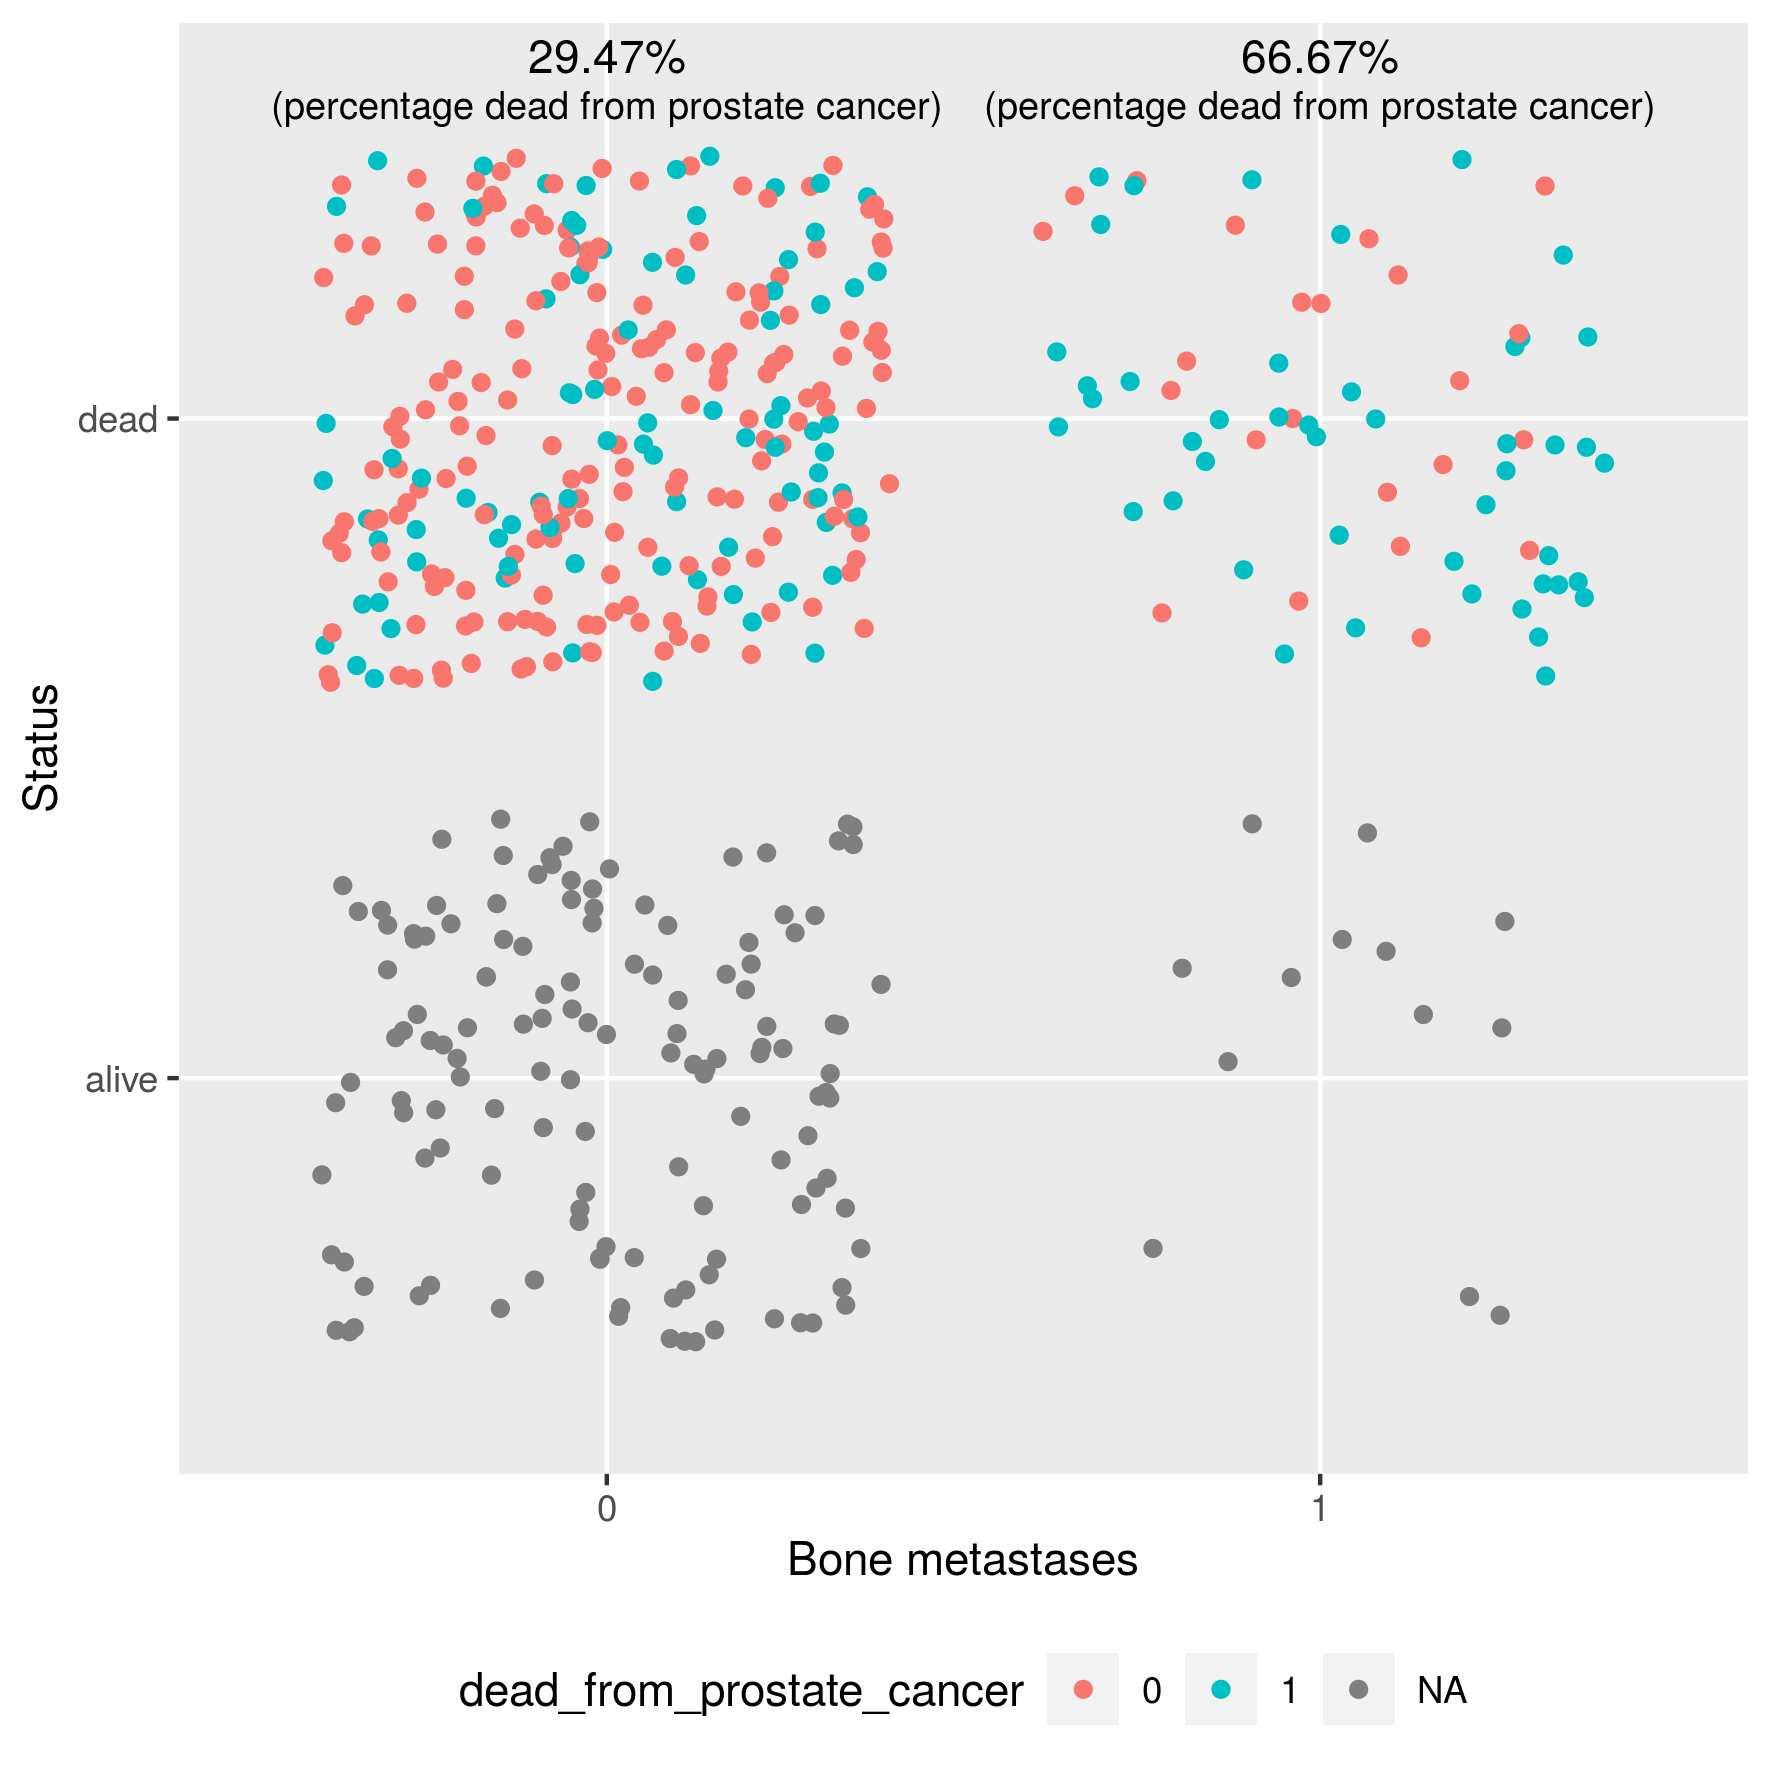 29.47% 66.67%
(percentage dead from prostate cancer) (percentage dead from prostate cancer)
dead
Status
alive
0 1
Bone metastases
dead_from_prostate_cancer 0 1 NA